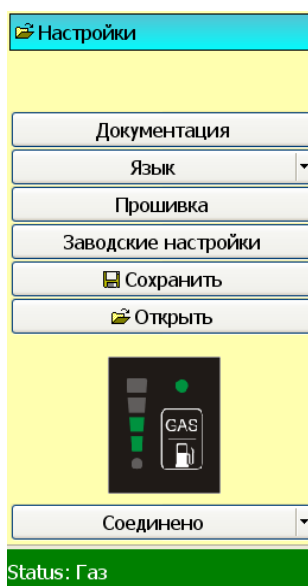 Настройки
Документация
Язык
Прошивка
Заводские настройки
Сохранить
Открыть
GAS
Соединено
Status: Газ